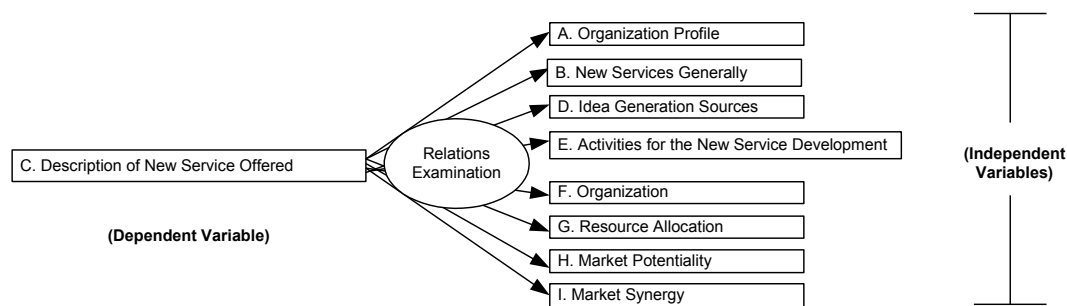 A. Organization Profile
B. New Services Generally
D. Idea Generation Sources
E. Activities for the New Service Development
C. Description of New Service Offered
Relations
Examination
(Independent
Variables)
F. Organization
G. Resource Allocation
(Dependent Variable)
H. Market Potentiality
I. Market Synergy